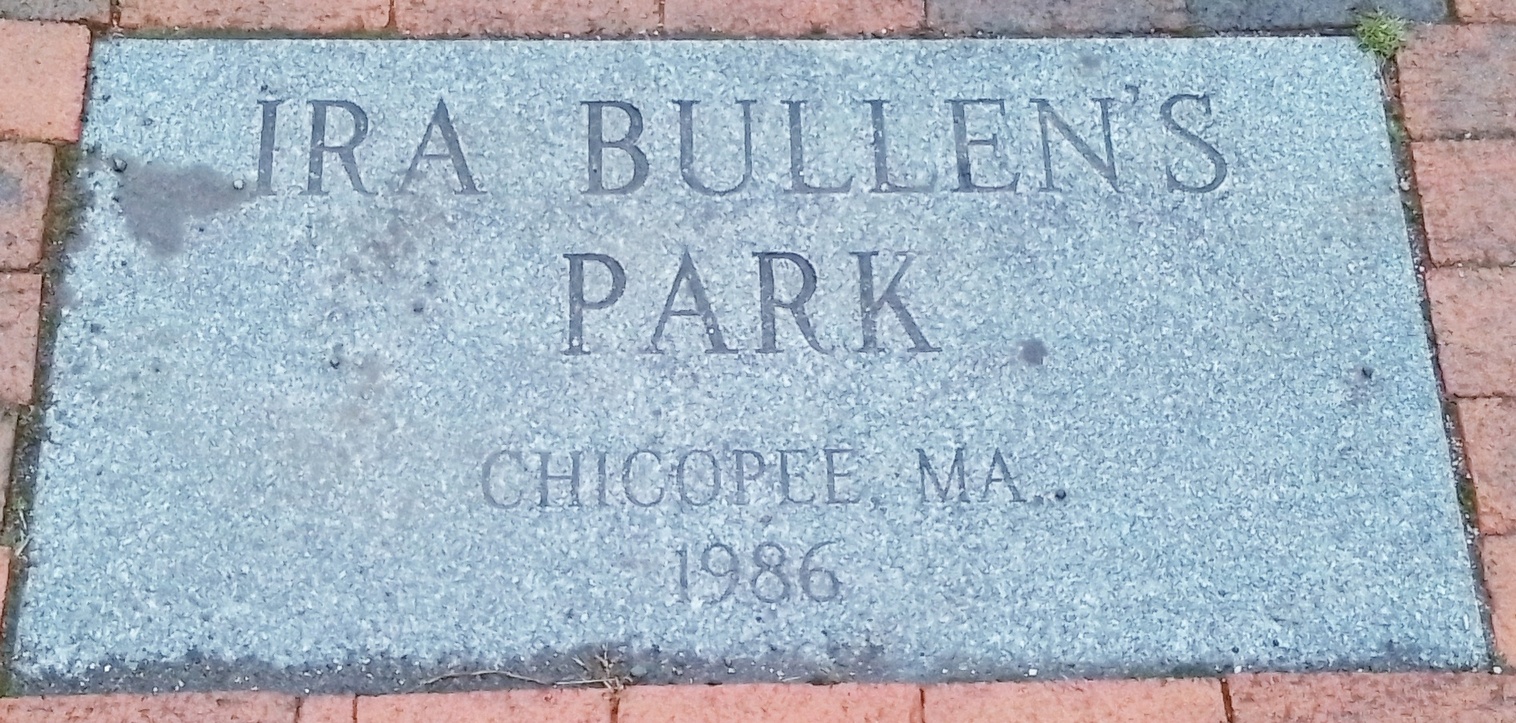 IRA BULLEN'S
PARK
CHICOPEE, MA.
1986